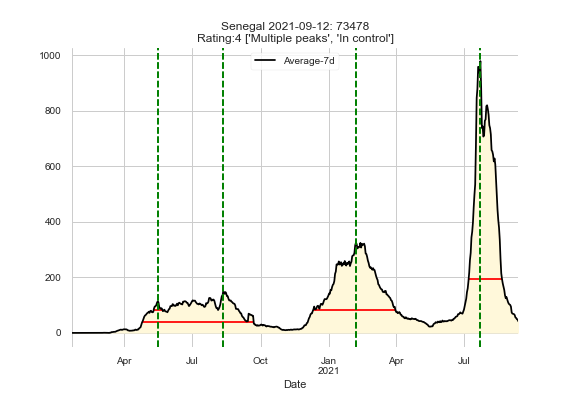 Senegal 2021-09-12: 73478
Rating:4 ['Multiple peaks', 'In control']
Average-7d
1000
800
600
400
200
0
Apr Jul Oct Jan Apr Jul
2021
Date